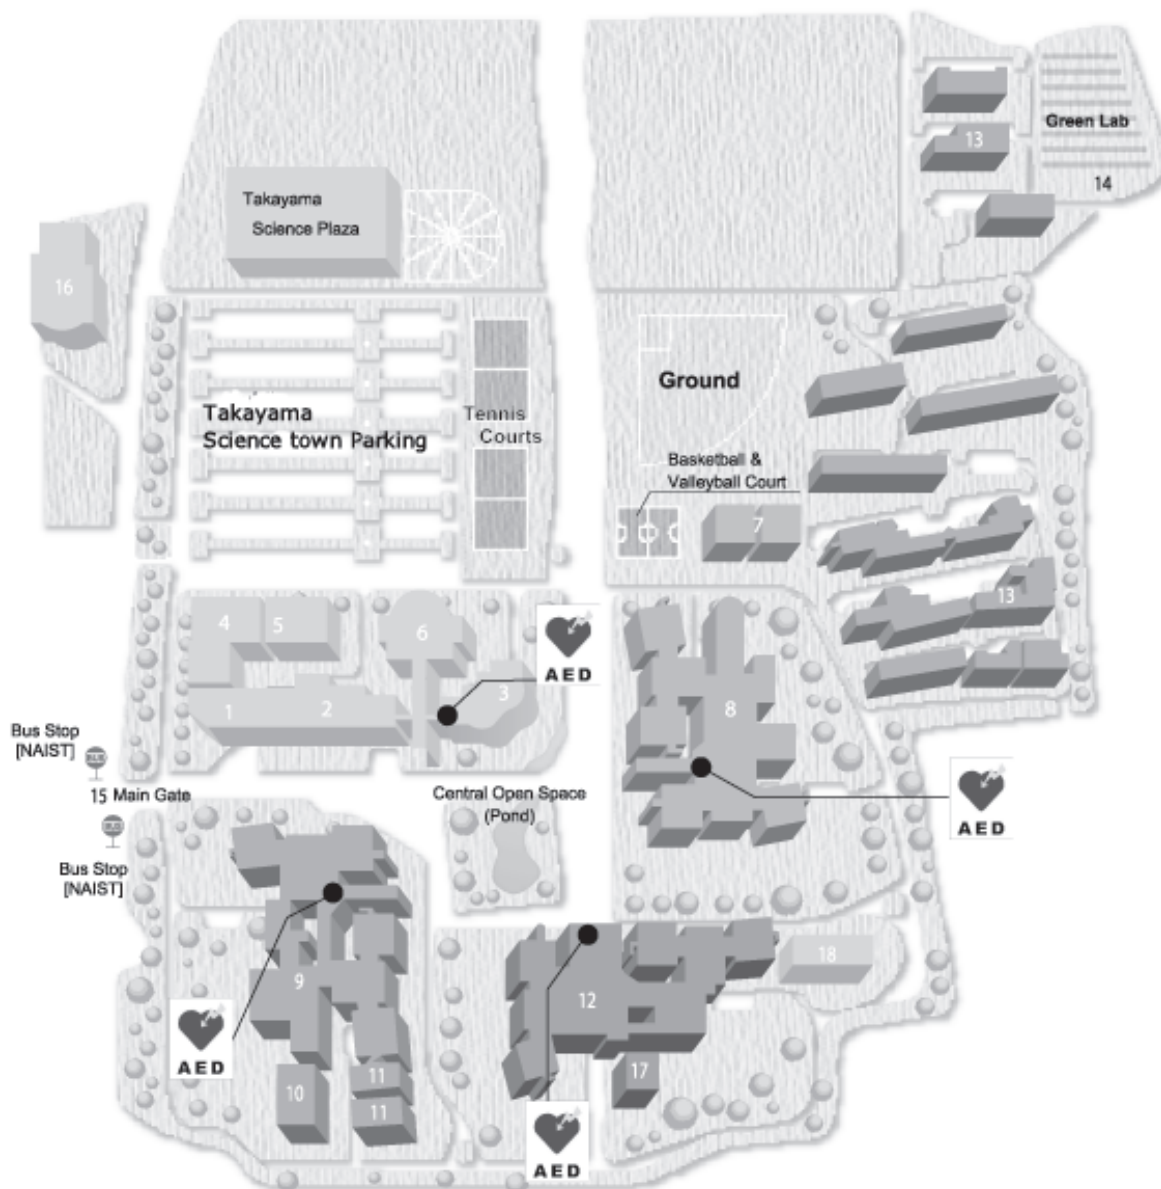 Green Lab
13
14
Takayama
Science Plaza
16
Ground
Takayama
Science town Parking
Tennis
Courts
Basketball &
Valleyball Court
7
13
4
5
6
AED
3
1
2
8
Bus Stop
[NAIST]
BUS
15 Main Gate
Central Open Space
(Pond)
AED
BUS
Bus Stop
[NAIST]
9
12
18
AED
10
11
11
17
AED